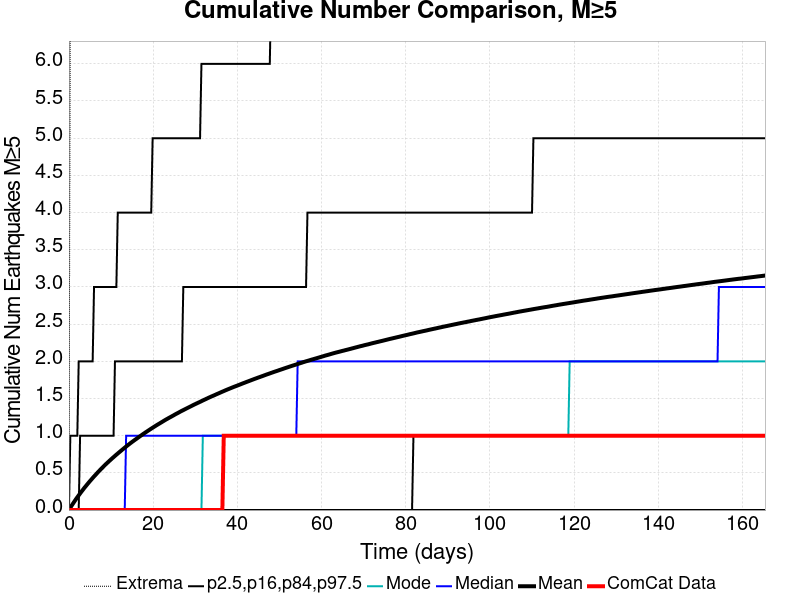 Cumulative Number Comparison, M≥5
Cumulative Num Earthquakes M≥5
6.0
5.5
5.0
4.5
4.0
3.5
3.0
2.5
2.0
1.5
1.0
0.5
0.0
0 20 40 60 80 100 120 140 160
Time (days)
Extrema p2.5,p16,p84,p97.5 Mode Median Mean ComCat Data